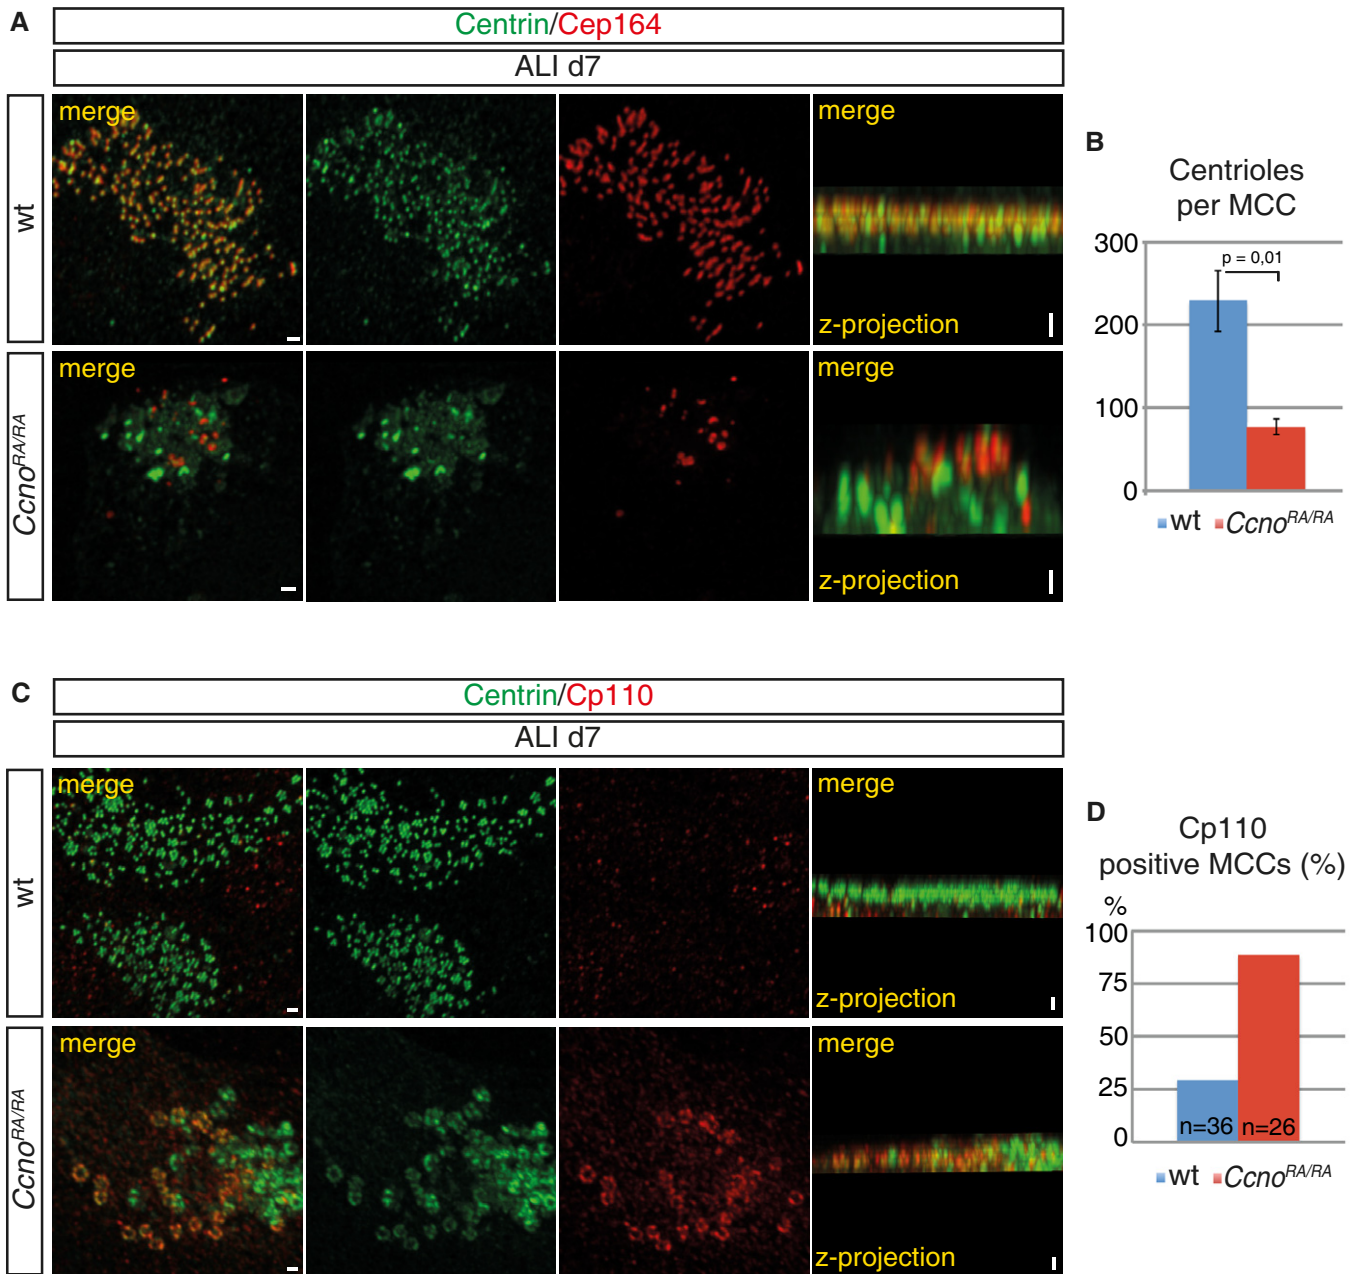 A
Centrin/Cep164
ALI d7
wt
merge
merge
z-projection
Ccno RA/RA
merge
merge
z-projection
B
Centrioles
per MCC
300
p = 0,01
200
100
0
wt Ccno RA/RA
C
Centrin/Cp110
ALI d7
wt
merge
merge
z-projection
Ccno RA/RA
merge
merge
z-projection
D
Cp110
positive MCCs (%)
%
100
75
50
25
0
n=36 n=26
wt Ccno RA/RA